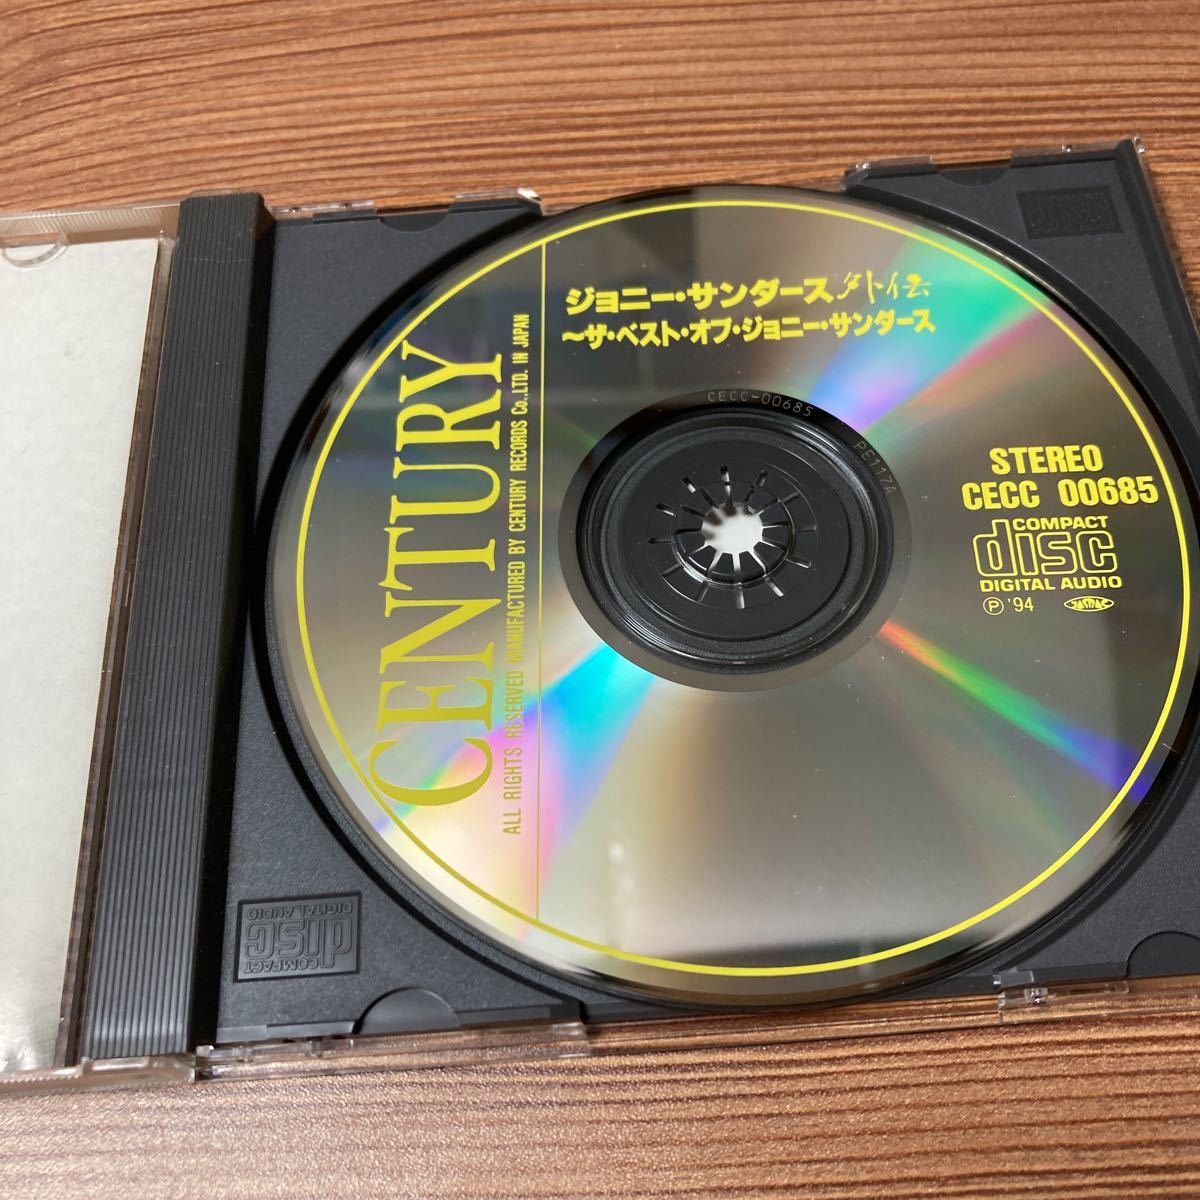 ジョニー・サンダース外伝
〜ザ・ベスト・オブ・ジョニー・サンダース
CENTURY
ALL RIGHTS RESERVED MANUFACTURED BY CENTURY RECORDS Co.,LTD. IN JAPAN
CECC-00685
PE117A
STEREO
CECC 00685
COMPACT
disc
DIGITAL AUDIO
Ⓟ '94
JASRAC
COMPACT
disc
DIGITAL AUDIO